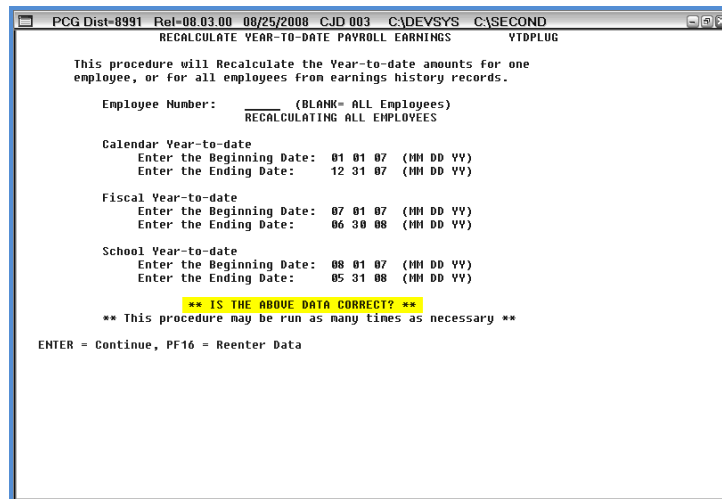 PCG Dist=8991 Rel=08.03.00 08/25/2008 CJD 003 C:\DEVSYS C:\SECOND
RECALCULATE YEAR-TO-DATE PAYROLL EARNINGS YTDPLUG
This procedure will Recalculate the Year-to-date amounts for one
employee, or for all employees from earnings history records.
Employee Number: _____ (BLANK= ALL Employees)
RECALCULATING ALL EMPLOYEES
Calendar Year-to-date
Enter the Beginning Date: 01 01 07 (MM DD YY)
Enter the Ending Date: 12 31 07 (MM DD YY)
Fiscal Year-to-date
Enter the Beginning Date: 07 01 07 (MM DD YY)
Enter the Ending Date: 06 30 08 (MM DD YY)
School Year-to-date
Enter the Beginning Date: 08 01 07 (MM DD YY)
Enter the Ending Date: 05 31 08 (MM DD YY)
** IS THE ABOVE DATA CORRECT? **
** This procedure may be run as many times as necessary **
ENTER = Continue, PF16 = Reenter Data